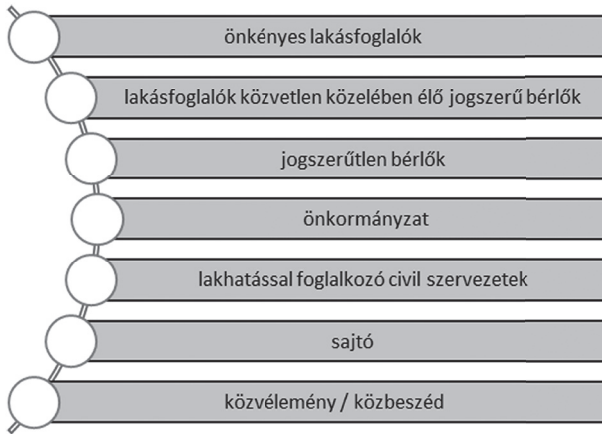 önkényes lakásfoglalók
lakásfoglalók közvetlen közelében élő jogszerű bérlők
jogszerűtlen bérlők
önkormányzat
lakhatással foglalkozó civil szervezetek
sajtó
közvélemény / közbeszéd